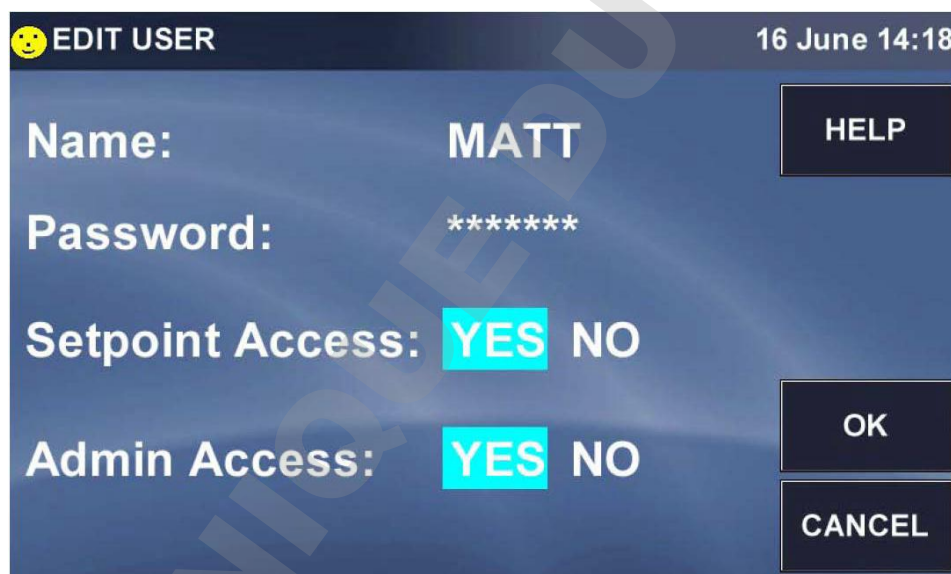 EDIT USER 16 June 14:18
Name: MATT HELP
Password: *******
Setpoint Access: YES NO
OK
Admin Access: YES NO
CANCEL